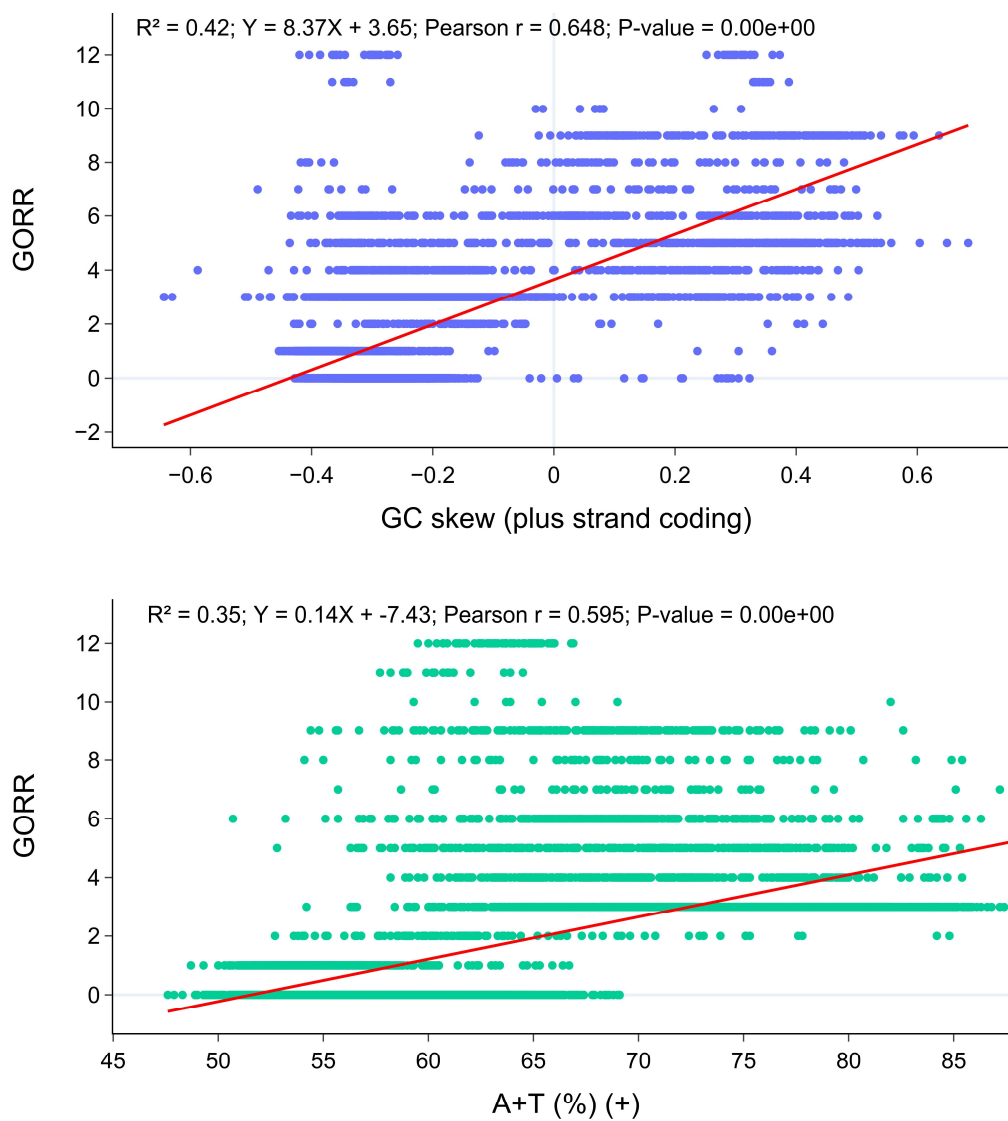 R² = 0.42; Y = 8.37X + 3.65; Pearson r = 0.648; P-value = 0.00e+00
12
10
8
6
4
2
0
−2
GORR
−0.6 −0.4 −0.2 0 0.2 0.4 0.6
GC skew (plus strand coding)
R² = 0.35; Y = 0.14X + -7.43; Pearson r = 0.595; P-value = 0.00e+00
12
10
8
6
4
2
0
GORR
45 50 55 60 65 70 75 80 85
A+T (%) (+)